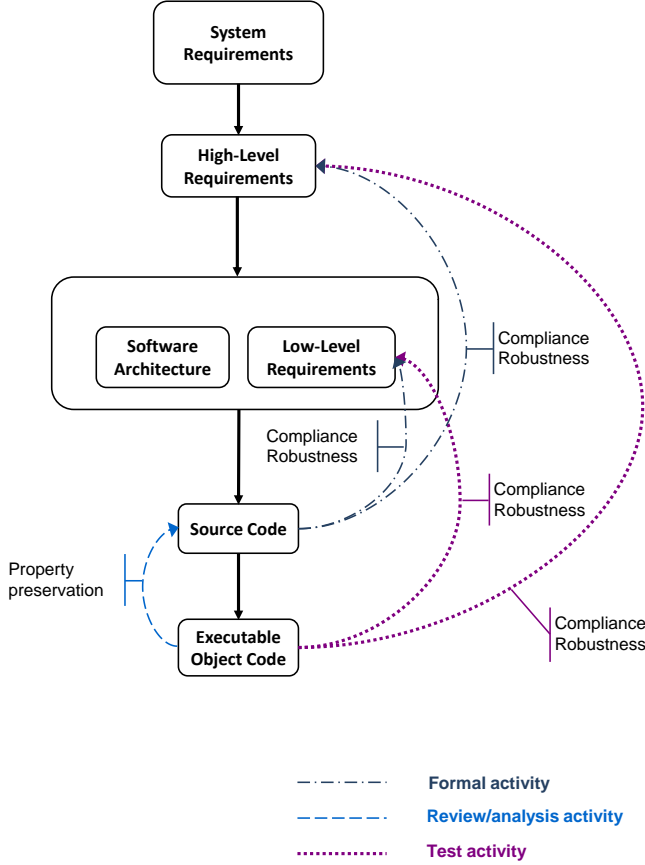 System
Requirements
High-Level
Requirements
Software
Architecture
Low-Level
Requirements
Compliance
Robustness
Compliance
Robustness
Compliance
Robustness
Source Code
Property
preservation
Executable
Object Code
Compliance
Robustness
Formal activity
Review/analysis activity
Test activity